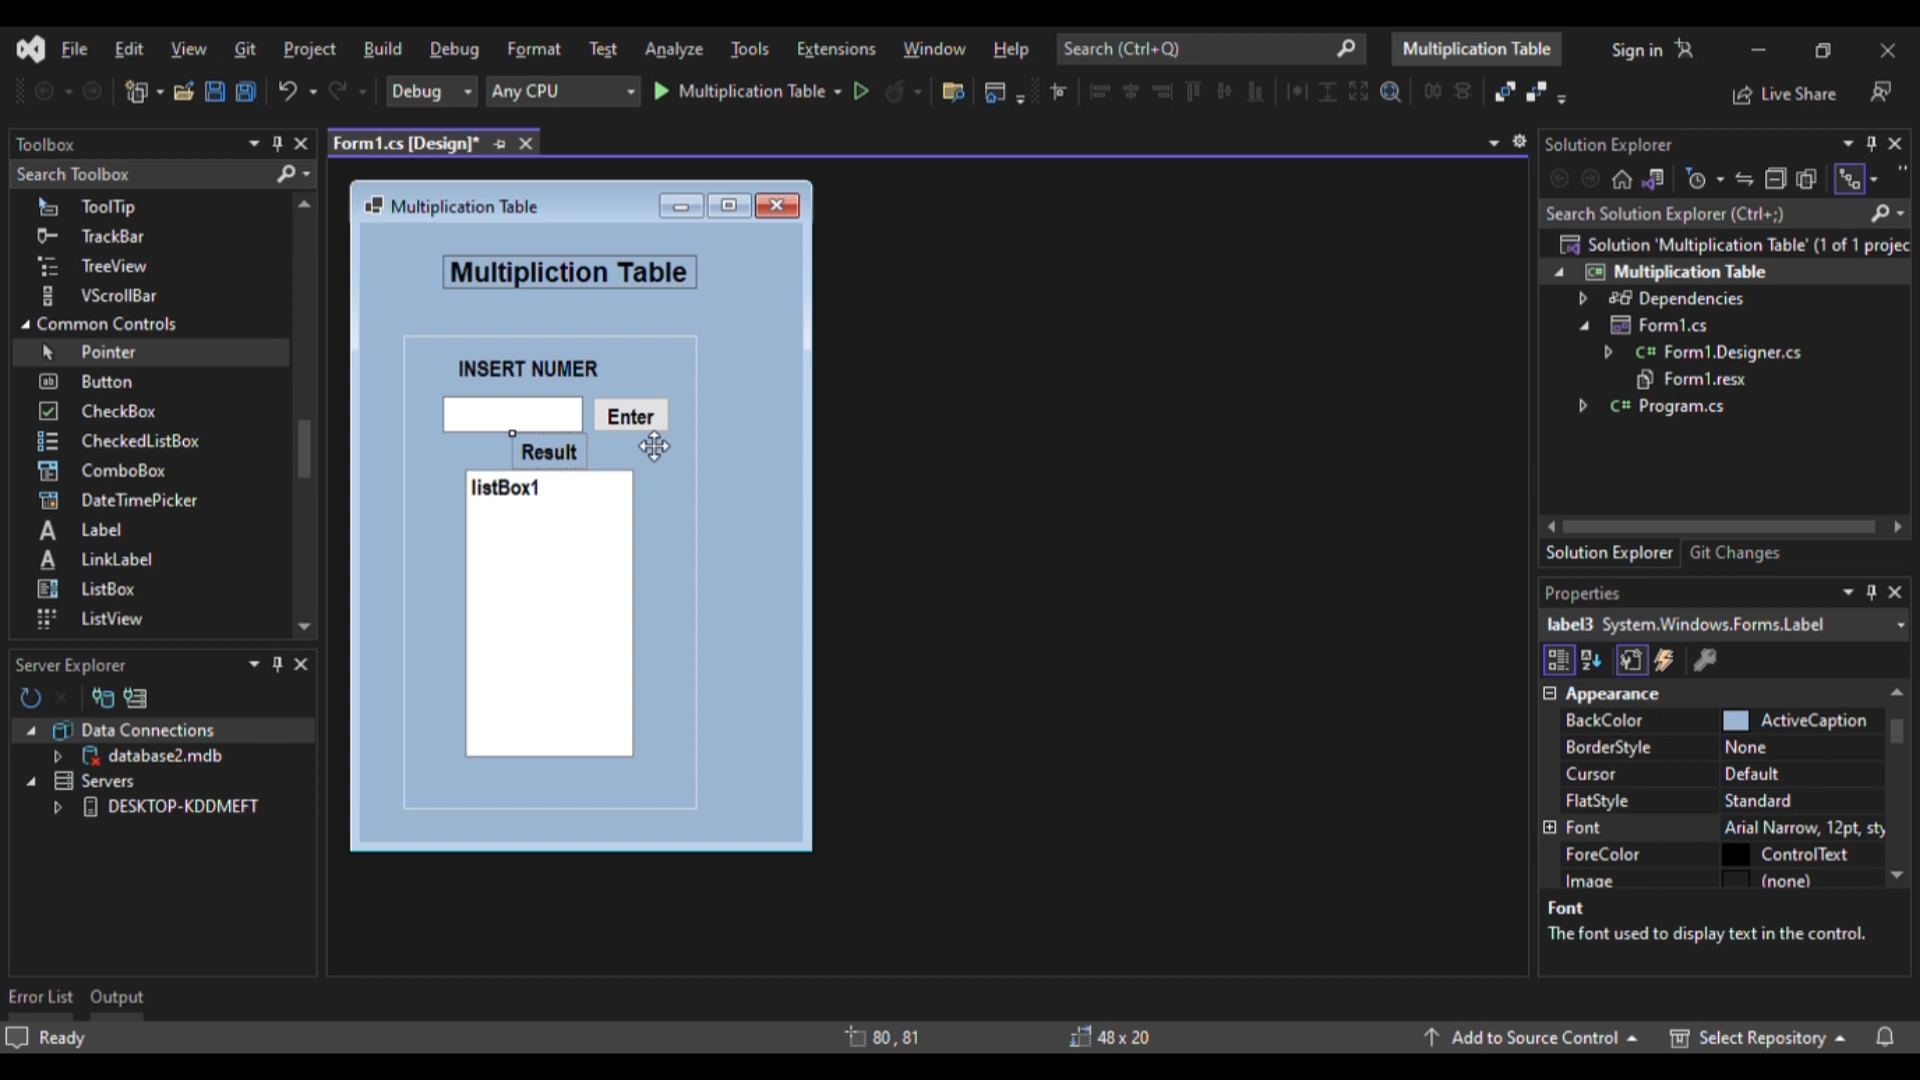 File Edit View Git Project Build Debug Format Test Analyze Tools Extensions Window Help Search (Ctrl+Q) Multiplication Table Sign in
Debug Any CPU Multiplication Table Live Share
Toolbox
Search Toolbox
ToolTip
TrackBar
TreeView
VScrollBar
Common Controls
Pointer
Button
CheckBox
CheckedListBox
ComboBox
DateTimePicker
Label
LinkLabel
ListBox
ListView
Server Explorer
Data Connections
database2.mdb
Servers
DESKTOP-KDDMEFT
Form1.cs [Design]*
Multiplication Table
Multipliction Table
INSERT NUMER
Enter
Result
listBox1
Solution Explorer
Search Solution Explorer (Ctrl+;)
Solution 'Multiplication Table' (1 of 1 projec
C# Multiplication Table
Dependencies
Form1.cs
C# Form1.Designer.cs
Form1.resx
C# Program.cs
Solution Explorer Git Changes
Properties
label3 System.Windows.Forms.Label
Appearance
BackColor ActiveCaption
BorderStyle None
Cursor Default
FlatStyle Standard
Font Arial Narrow, 12pt, sty
ForeColor ControlText
Image (none)
Font
The font used to display text in the control.
Error List Output
Ready 80 , 81 48 x 20 Add to Source Control Select Repository